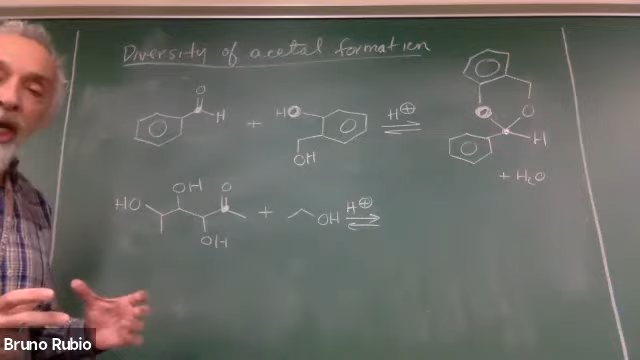 Diversity of acetal formation
O
H + HO OH H⊕ ⇌ O O H
+ H2O
HO OH O OH + OH H⊕ ⇌
Bruno Rubio